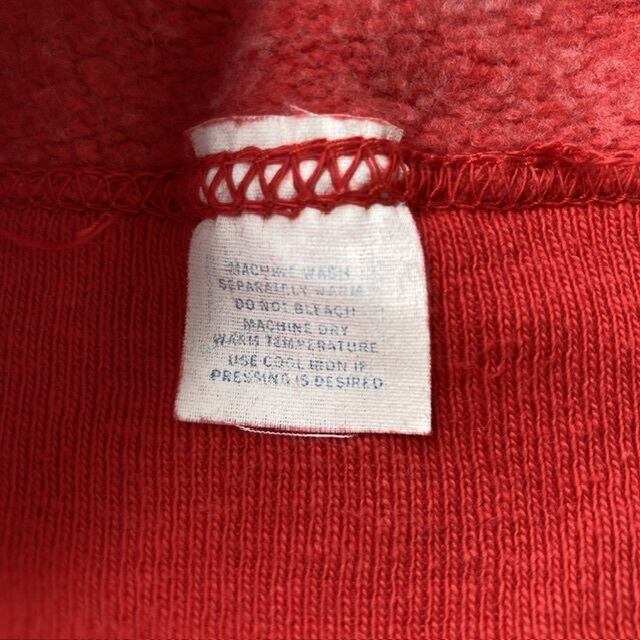 MACHINE WASH
SEPARATELY WARM
DO NOT BLEACH
MACHINE DRY
WARM TEMPERATURE
USE COOL IRON IF
PRESSING IS DESIRED